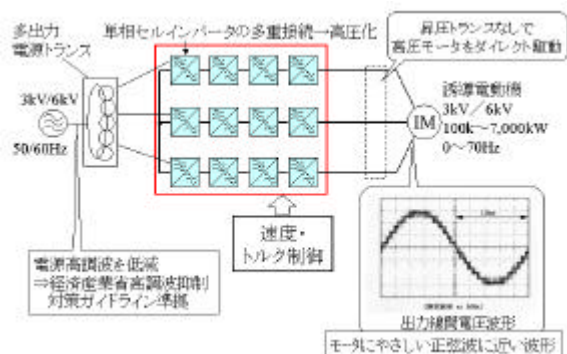 多出力
電源トランス
単相セルインバータの多重接続→高圧化
昇圧トランスなしで
高圧モータをダイレクト駆動
3kV/6kV
50/60Hz
IM
誘導電動機
3kV／6kV
100k～7,000kW
0～70Hz
速度・
トルク制御
電源高調波を低減
⇒経済産業省高調波抑制
対策ガイドライン準拠
出力線間電圧波形
モータにやさしい正弦波に近い波形